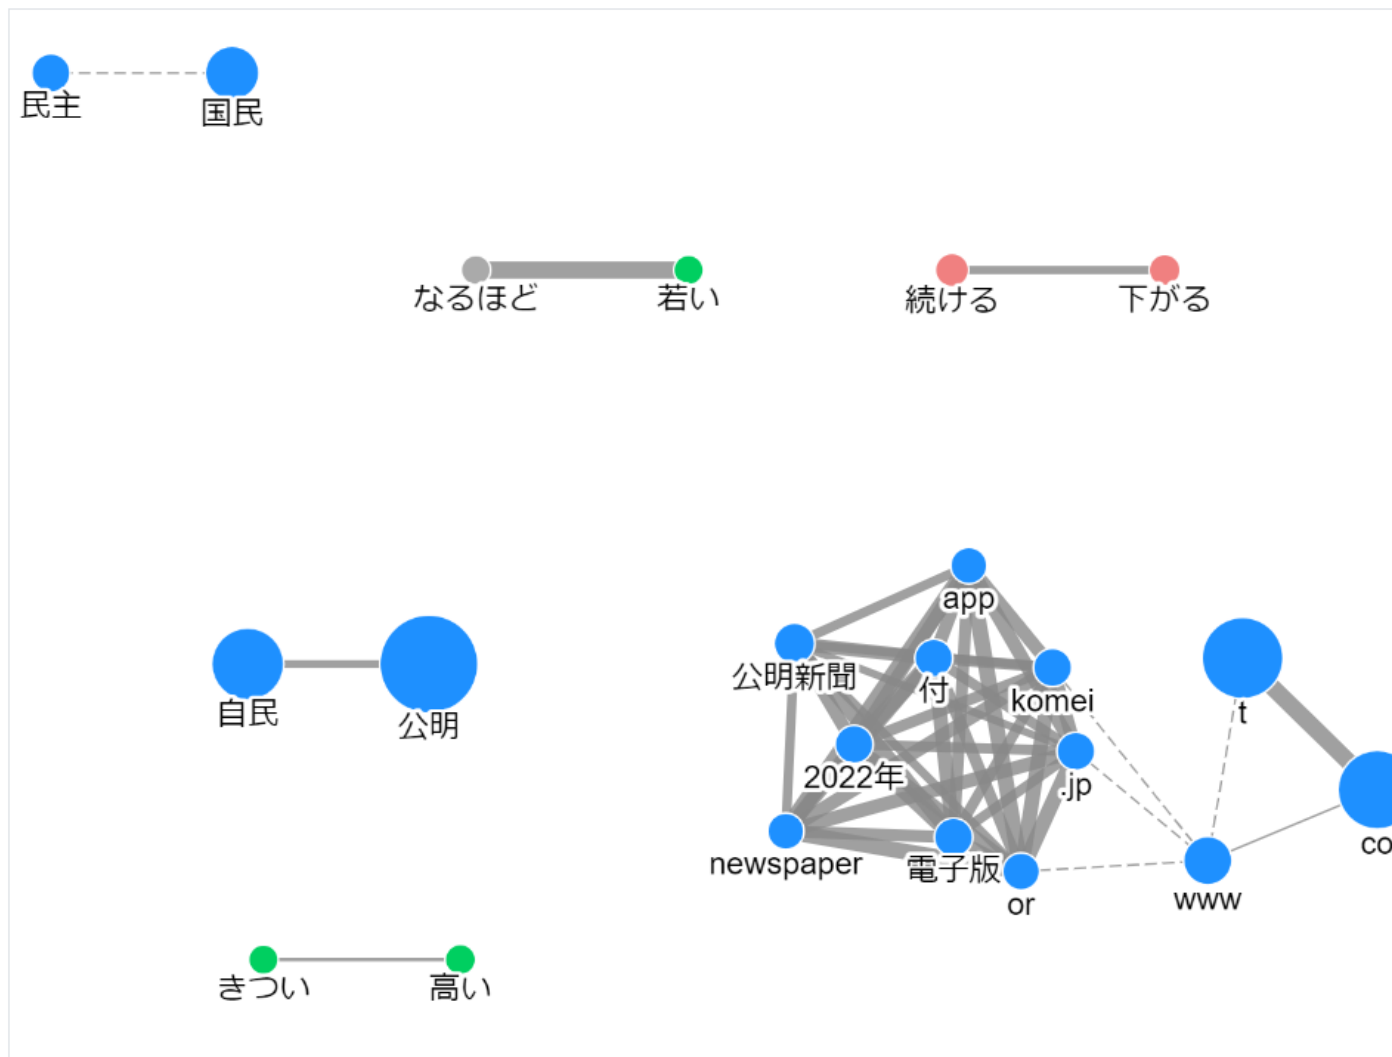 民主
国民
なるほど
若い
続ける
下がる
app
公明新聞
付
komei
t
自民
公明
2022年
.jp
co
newspaper
電子版
or
www
きつい
高い